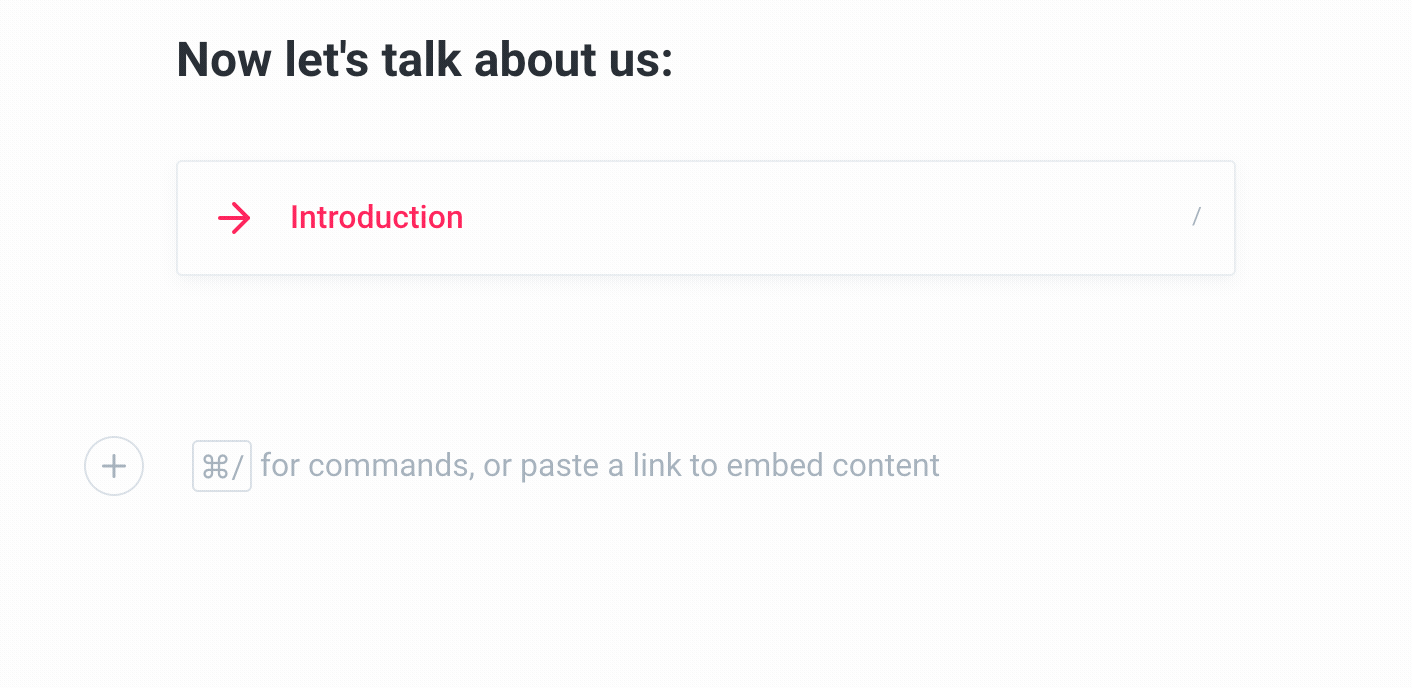 Now let's talk about us:
Introduction /
⌘/ for commands, or paste a link to embed content